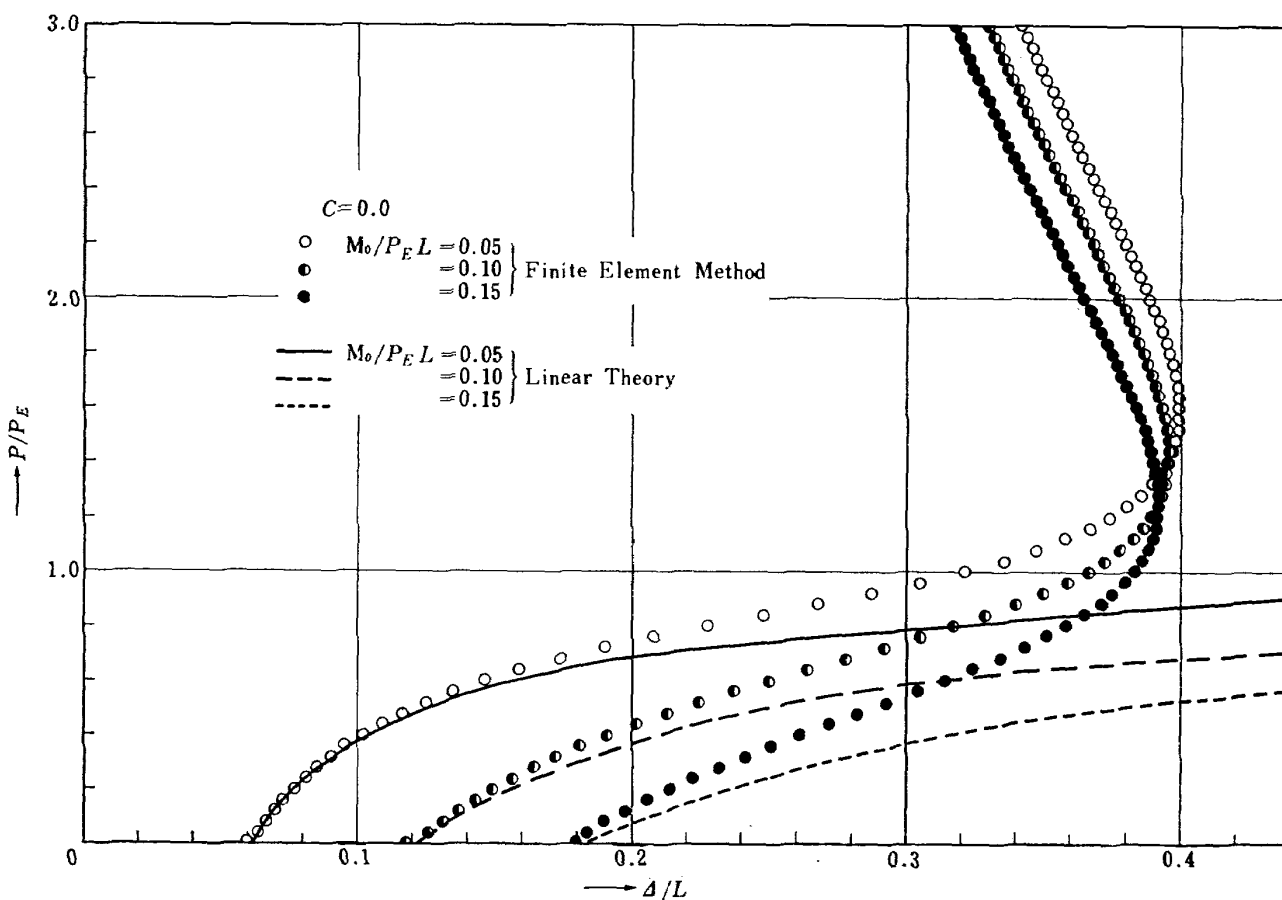 3.0
C=0.0
M₀/P_E L =0.05
=0.10 Finite Element Method
=0.15
2.0
M₀/P_E L =0.05
=0.10 Linear Theory
=0.15
→P/P_E
1.0
0 0.1 0.2 0.3 0.4
→Δ/L